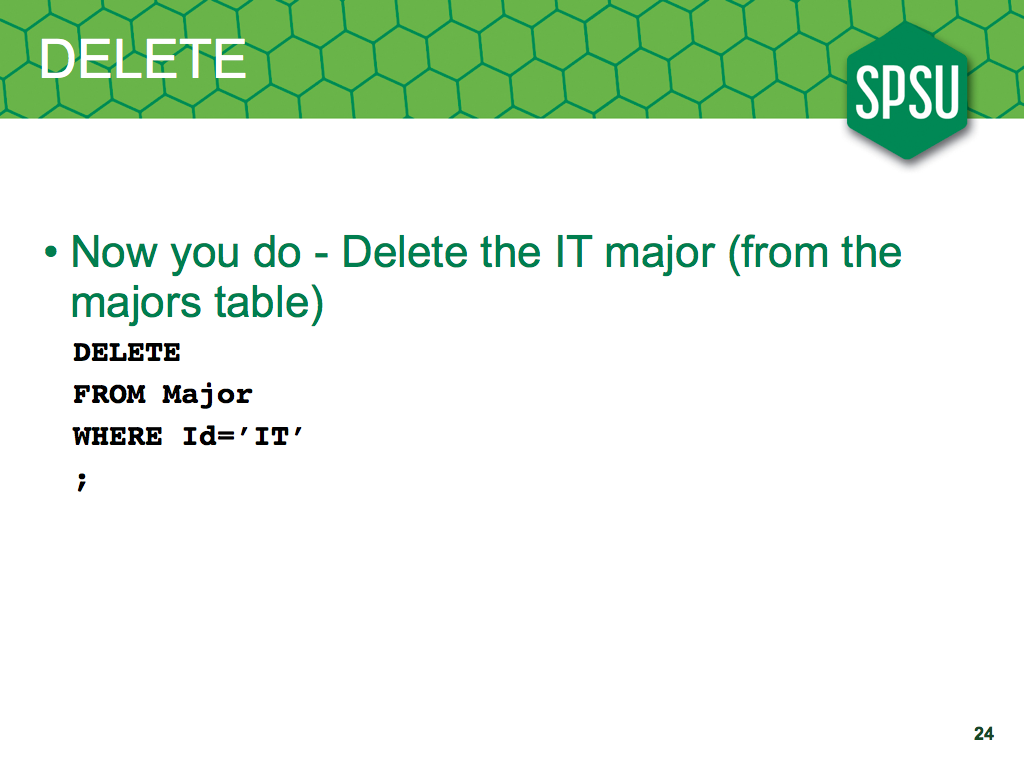 DELETE
SPSU
• Now you do - Delete the IT major (from the
majors table)
DELETE
FROM Major
WHERE Id=’IT’
;
24